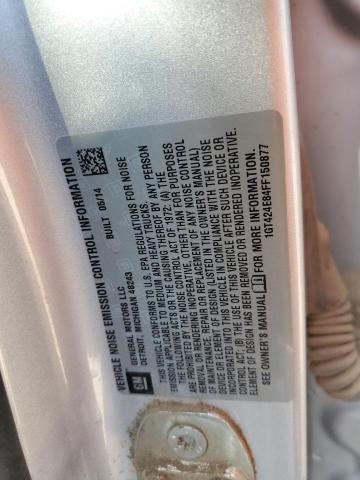 VEHICLE NOISE EMISSION CONTROL INFORMATION
BUILT 05/14
GM
GENERAL MOTORS LLC
DETROIT, MICHIGAN 48243
THIS VEHICLE CONFORMS TO U.S. EPA REGULATIONS FOR NOISE
EMISSION APPLICABLE TO MEDIUM AND HEAVY TRUCKS.
THE FOLLOWING ACTS OR THE CAUSING THEREOF BY ANY PERSON
ARE PROHIBITED BY THE NOISE CONTROL ACT OF 1972: (A) THE
REMOVAL OR RENDERING INOPERATIVE, OTHER THAN FOR PURPOSES
OF MAINTENANCE, REPAIR OR REPLACEMENT, OF ANY NOISE CONTROL
DEVICE OR ELEMENT OF DESIGN (LISTED IN THE OWNER'S MANUAL)
INCORPORATED INTO THIS VEHICLE IN COMPLIANCE WITH THE NOISE
CONTROL ACT; (B) THE USE OF THIS VEHICLE AFTER SUCH DEVICE OR
ELEMENT OF DESIGN HAS BEEN REMOVED OR RENDERED INOPERATIVE.
SEE OWNER'S MANUAL
1GT424E84FF150877